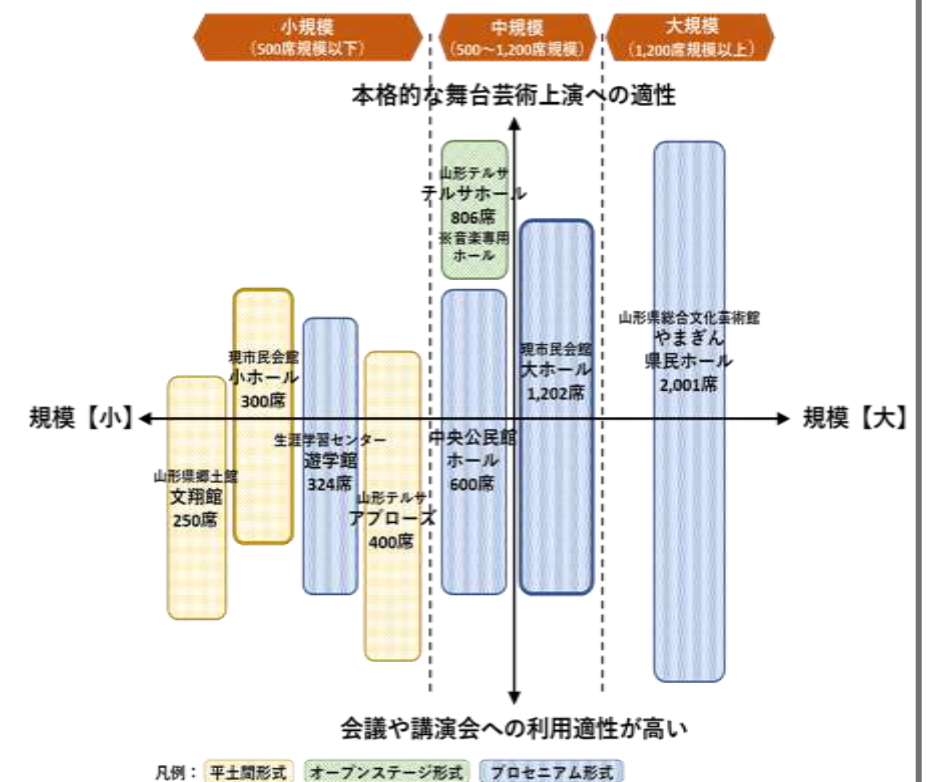 小規模
（500席規模以下）
中規模
（500～1,200席規模）
大規模
（1,200席規模以上）
本格的な舞台芸術上演への適性
山形テルサ
テルサホール
806席
※音楽専用
ホール
山形県総合文化芸術館
やまぎん
県民ホール
2,001席
現市民会館
大ホール
1,202席
現市民会館
小ホール
300席
規模【小】
規模【大】
生涯学習センター
遊学館
324席
中央公民館
ホール
600席
山形県郷土館
文翔館
250席
山形テルサ
アプローズ
400席
会議や講演会への利用適性が高い
凡例：
平土間形式
オープンステージ形式
プロセニアム形式